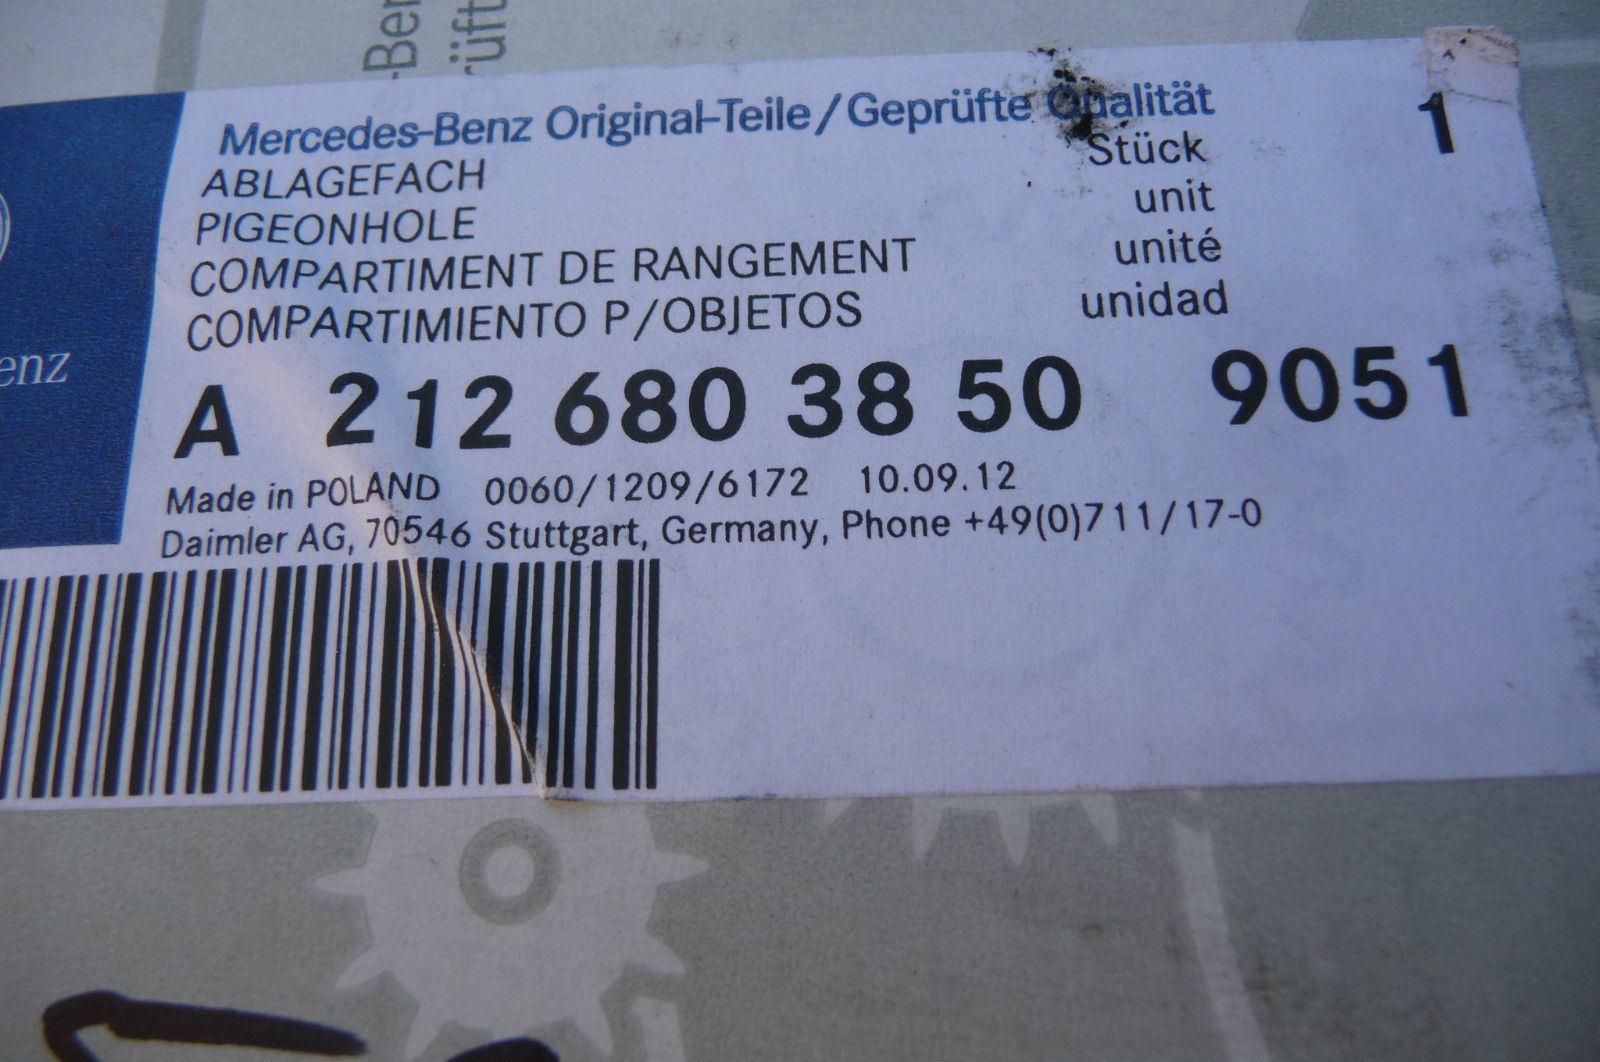 -Ber
rüft
Mercedes-Benz Original-Teile/Geprüfte Qualität
ABLAGEFACH Stück 1
PIGEONHOLE unit
COMPARTIMENT DE RANGEMENT unité
COMPARTIMIENTO P/OBJETOS unidad
enz
A 212 680 38 50 9051
Made in POLAND 0060/1209/6172 10.09.12
Daimler AG, 70546 Stuttgart, Germany, Phone +49(0)711/17-0